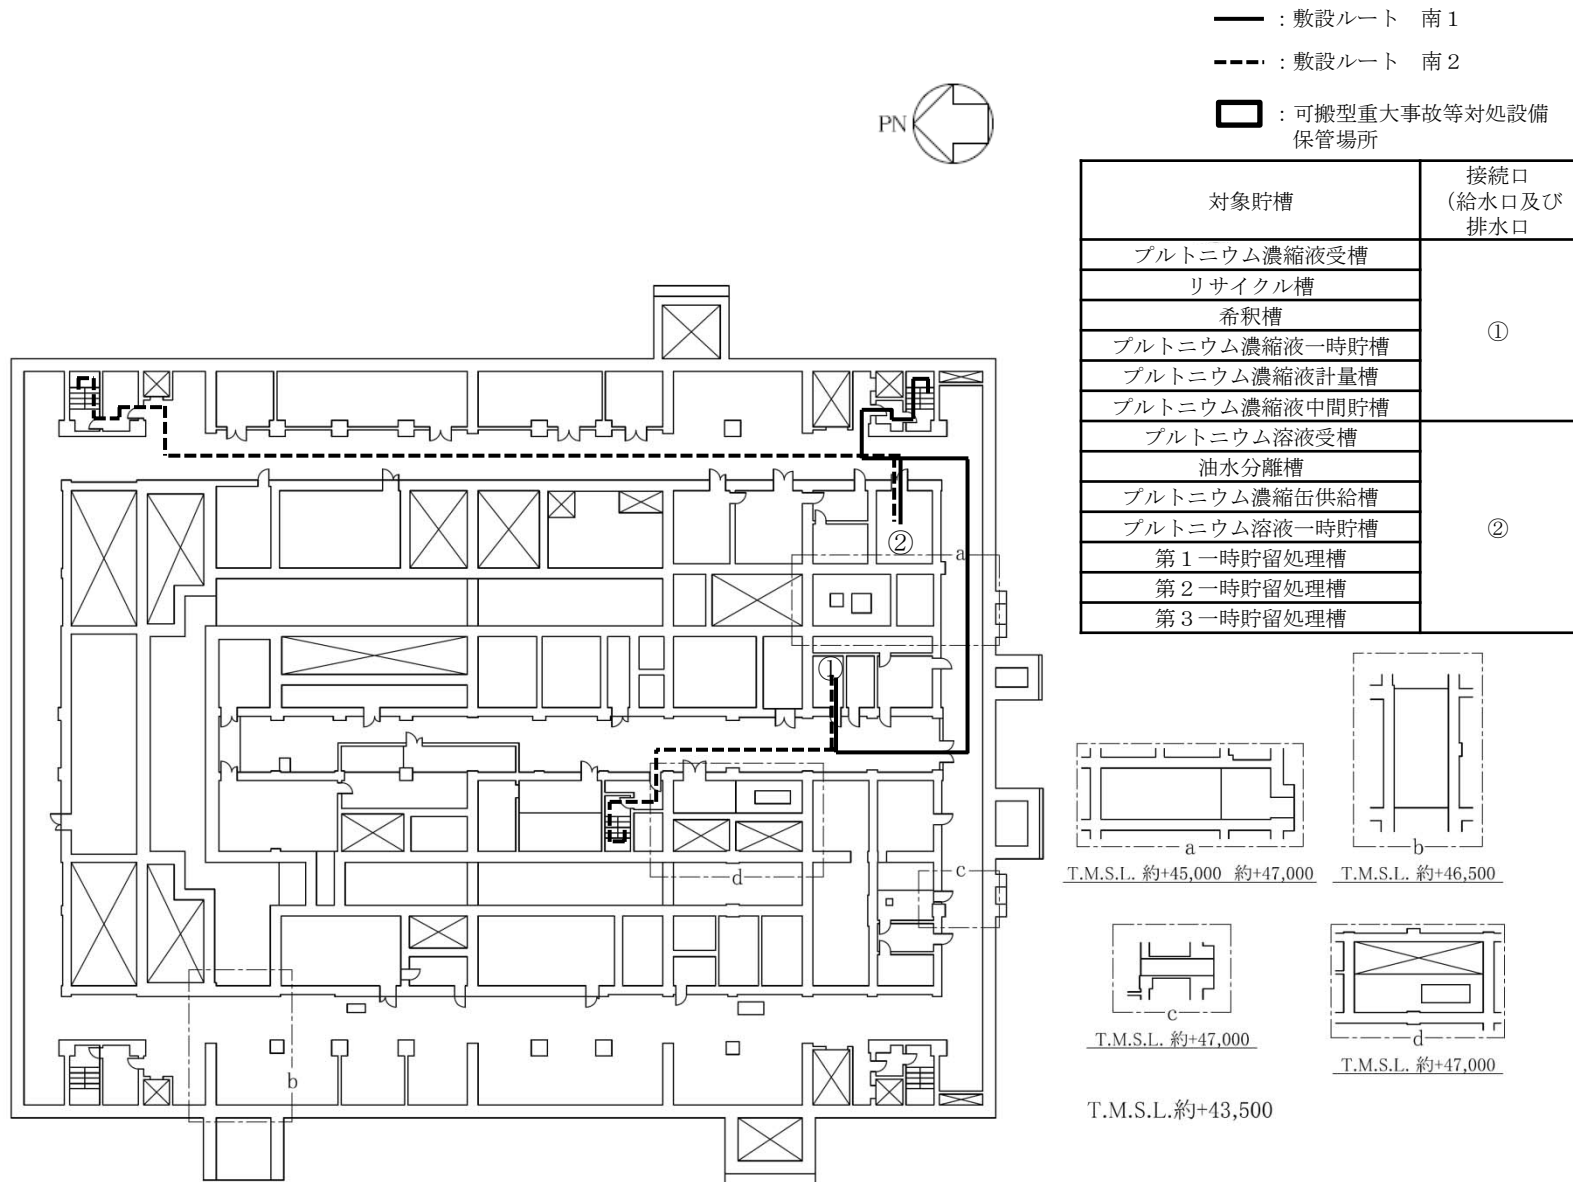 ：敷設ルート　南１
：敷設ルート　南２
：可搬型重大事故等対処設備
保管場所
PN
対象貯槽
接続口
（給水口及び
排水口
プルトニウム濃縮液受槽
リサイクル槽
希釈槽
プルトニウム濃縮液一時貯槽
プルトニウム濃縮液計量槽
プルトニウム濃縮液中間貯槽
①
プルトニウム溶液受槽
油水分離槽
プルトニウム濃縮缶供給槽
プルトニウム溶液一時貯槽
第１一時貯留処理槽
第２一時貯留処理槽
第３一時貯留処理槽
②
②
a
①
d
c
b
a
T.M.S.L. 約+45,000 約+47,000
b
T.M.S.L. 約+46,500
c
T.M.S.L. 約+47,000
d
T.M.S.L. 約+47,000
T.M.S.L.約+43,500